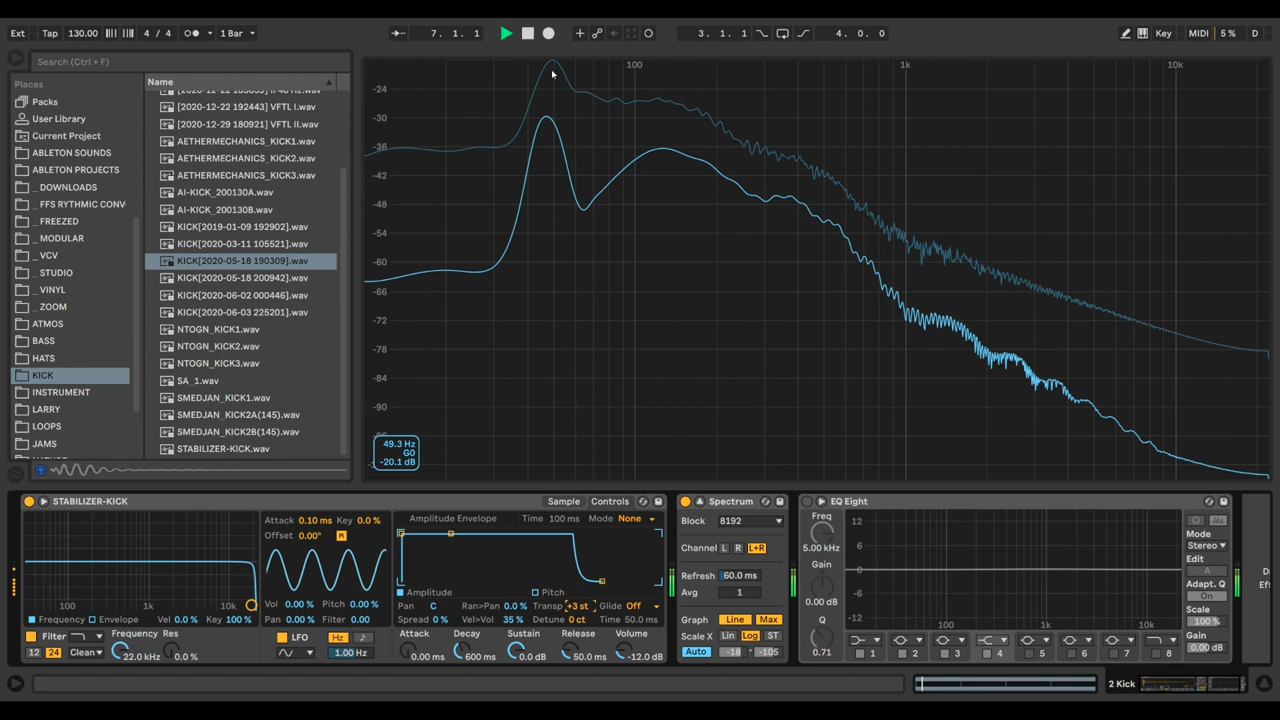 Ext Tap 130.00 4 / 4 1 Bar 7. 1. 1 3. 1. 1 4. 0. 0 Key MIDI 5 % D
Search (Ctrl + F)
Places
Packs
User Library
Current Project
ABLETON SOUNDS
ABLETON PROJECTS
_ DOWNLOADS
_ FFS RYTHMIC CONV
_ FREEZED
_ MODULAR
_ VCV
_ STUDIO
_ VINYL
_ ZOOM
ATMOS
BASS
HATS
KICK
INSTRUMENT
LARRY
LOOPS
JAMS
Name
[2020-12-22 192443] VFTL I.wav
[2020-12-29 180921] VFTL II.wav
AETHERMECHANICS_KICK1.wav
AETHERMECHANICS_KICK2.wav
AETHERMECHANICS_KICK3.wav
AI-KICK_200130A.wav
AI-KICK_200130B.wav
KICK[2019-01-09 192902].wav
KICK[2020-03-11 105521].wav
KICK[2020-05-18 190309].wav
KICK[2020-05-18 200942].wav
KICK[2020-06-02 000446].wav
KICK[2020-06-03 225201].wav
NTOGN_KICK1.wav
NTOGN_KICK2.wav
NTOGN_KICK3.wav
SA_1.wav
SMEDJAN_KICK1.wav
SMEDJAN_KICK2A(145).wav
SMEDJAN_KICK2B(145).wav
STABILIZER-KICK.wav
100 1k 10k
-24
-30
-36
-42
-48
-54
-60
-66
-72
-78
-84
-90
49.3 Hz
G0
-20.1 dB
STABILIZER-KICK Sample Controls
100 1k 10k
Frequency Envelope Vel 0.0 % Key 100 %
Filter Frequency Res
12 24 Clean 22.0 kHz 0.0 %
Attack 0.10 ms Key 0.0 %
Offset 0.00° R
Vol 0.00 % Pitch 0.00 %
Pan 0.00 % Filter 0.00
LFO Hz
1.00 Hz
Amplitude Envelope Time 100 ms Mode None
Amplitude Pitch
Pan C Ran>Pan 0.0 % Transp +3 st Glide Off
Spread 0 % Vel>Vol 35 % Detune 0 ct Time 50.0 ms
Attack Decay Sustain Release Volume
0.00 ms 600 ms 0.0 dB 50.0 ms -12.0 dB
Spectrum
Block 8192
Channel L R L+R
Refresh 60.0 ms
Avg 1
Graph Line Max
Scale X Lin Log ST
Auto -18 - -105
EQ Eight
Freq
5.00 kHz
Gain
0.00 dB
Q
0.71
12
6
0
-6
-12
100 1k 10k
1 2 3 4 5 6 7 8
Mode
Stereo
Edit
A
Adapt. Q
On
Scale
100 %
Gain
0.00 dB
2 Kick